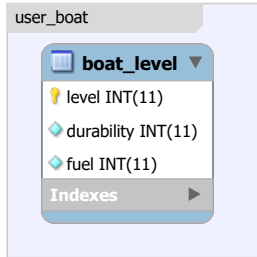 user_boat
boat_level
level INT(11)
durability INT(11)
fuel INT(11)
Indexes